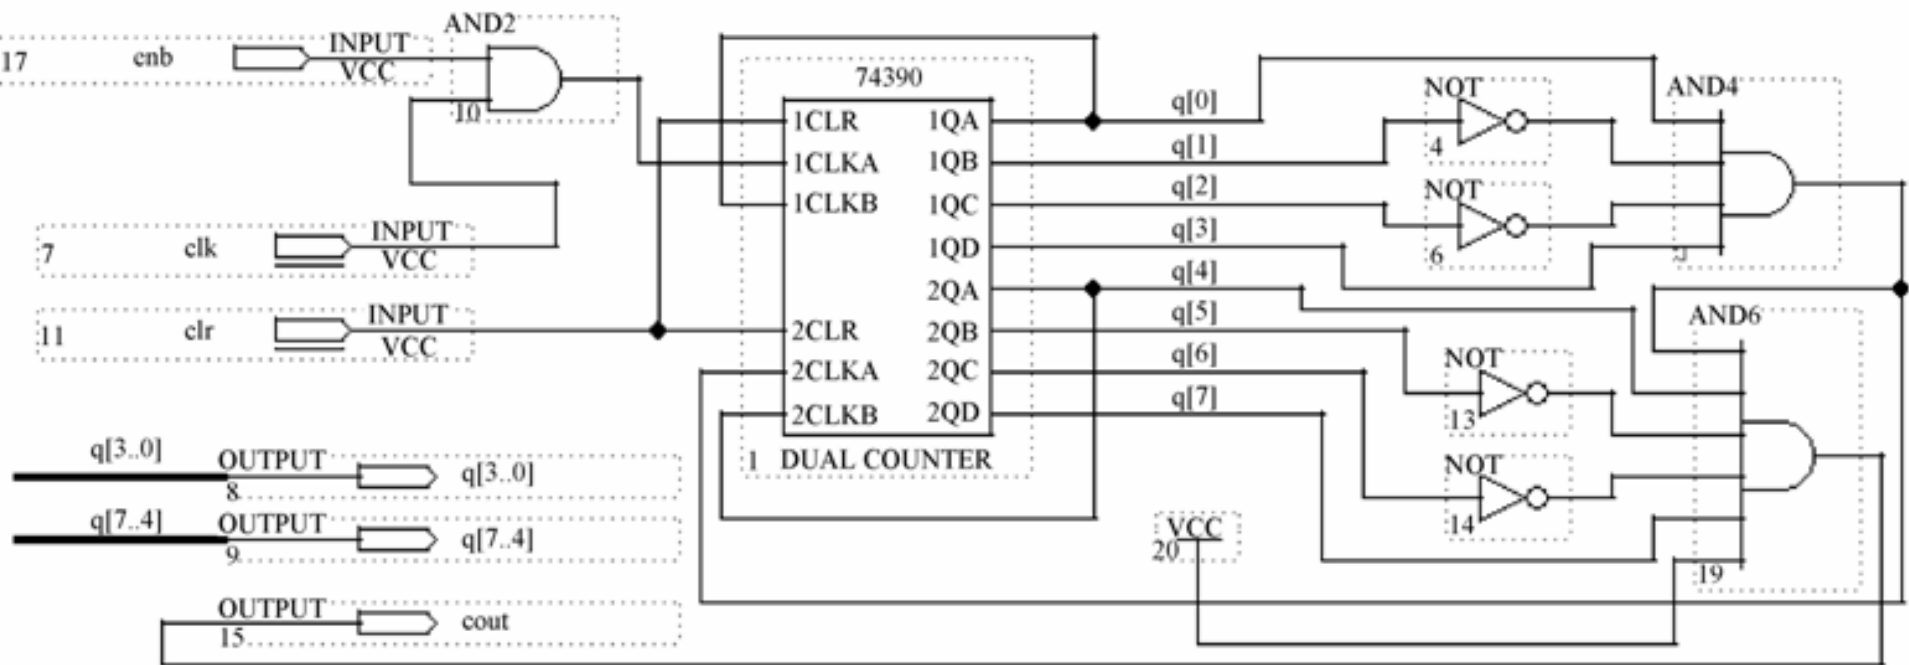 AND2
17 enb INPUT VCC
10
7 clk INPUT VCC
11 clr INPUT VCC
74390
1CLR 1QA
1CLKA 1QB
1CLKB 1QC
1QD
2QA
2CLR 2QB
2CLKA 2QC
2CLKB 2QD
1 DUAL COUNTER
q[0]
q[1]
q[2]
q[3]
q[4]
q[5]
q[6]
q[7]
NOT
4
NOT
6
AND4
NOT
13
NOT
14
AND6
19
VCC
20
q[3..0] OUTPUT q[3..0]
8
q[7..4] OUTPUT q[7..4]
9
OUTPUT cout
15